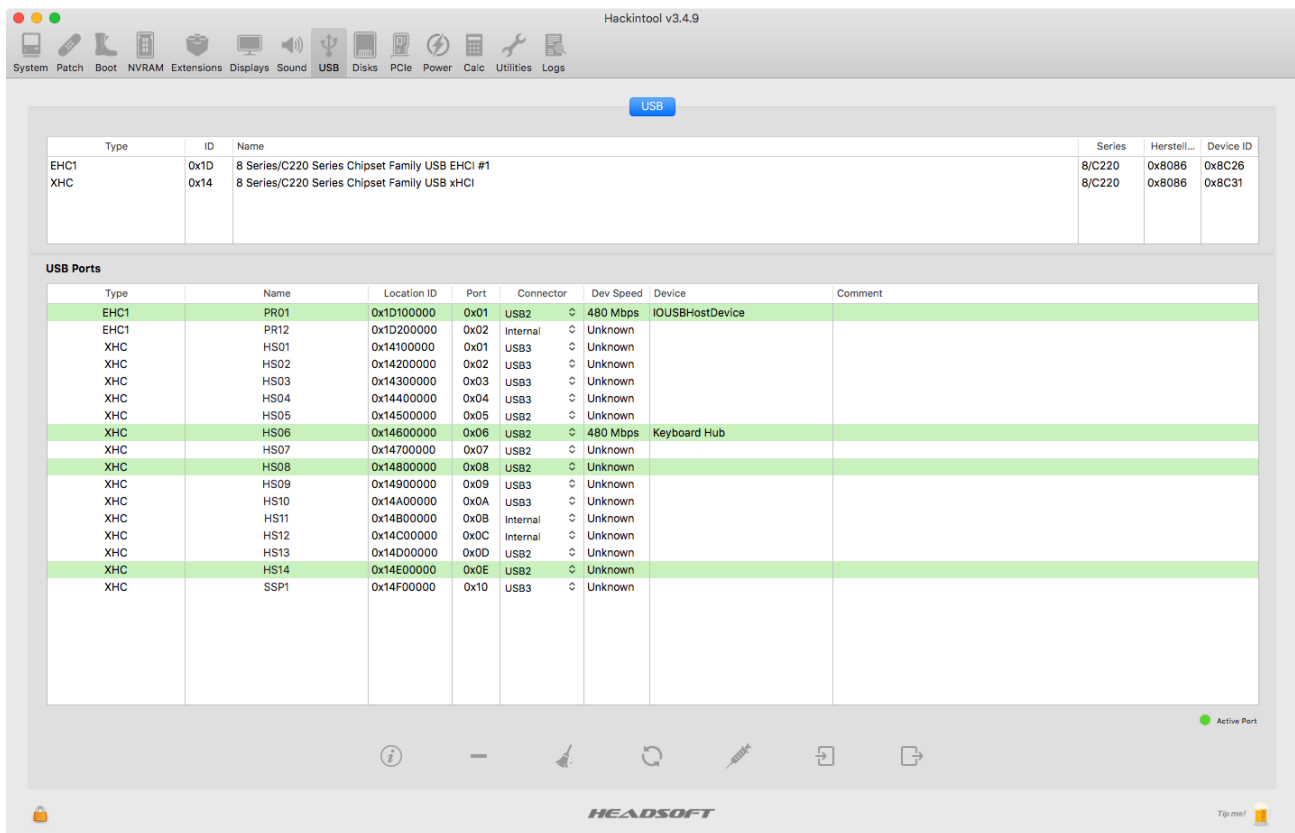 Hackintool v3.4.9
System Patch Boot NVRAM Extensions Displays Sound USB Disks PCIe Power Calc Utilities Logs
USB
Type ID Name Series Herstell... Device ID
EHC1 0x1D 8 Series/C220 Series Chipset Family USB EHCI #1 8/C220 0x8086 0x8C26
XHC 0x14 8 Series/C220 Series Chipset Family USB xHCI 8/C220 0x8086 0x8C31
USB Ports
Type Name Location ID Port Connector Dev Speed Device Comment
EHC1 PR01 0x1D100000 0x01 USB2 480 Mbps IOUSBHostDevice
EHC1 PR12 0x1D200000 0x02 Internal Unknown
XHC HS01 0x14100000 0x01 USB3 Unknown
XHC HS02 0x14200000 0x02 USB3 Unknown
XHC HS03 0x14300000 0x03 USB3 Unknown
XHC HS04 0x14400000 0x04 USB3 Unknown
XHC HS05 0x14500000 0x05 USB2 Unknown
XHC HS06 0x14600000 0x06 USB2 480 Mbps Keyboard Hub
XHC HS07 0x14700000 0x07 USB2 Unknown
XHC HS08 0x14800000 0x08 USB2 Unknown
XHC HS09 0x14900000 0x09 USB3 Unknown
XHC HS10 0x14A00000 0x0A USB3 Unknown
XHC HS11 0x14B00000 0x0B Internal Unknown
XHC HS12 0x14C00000 0x0C Internal Unknown
XHC HS13 0x14D00000 0x0D USB2 Unknown
XHC HS14 0x14E00000 0x0E USB2 Unknown
XHC SSP1 0x14F00000 0x10 USB3 Unknown
Active Port
HEADSOFT
Tip me!